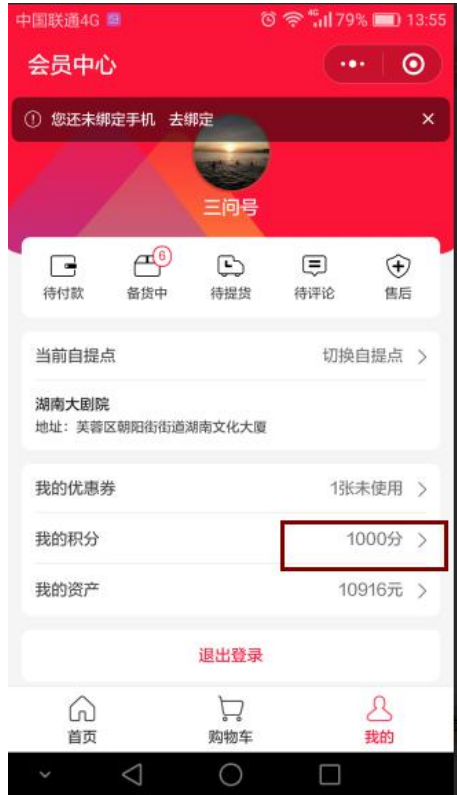 中国联通4G 4G 79% 13:55
会员中心
您还未绑定手机 去绑定
三问号
6
待付款 备货中 待提货 待评论 售后
当前自提点 切换自提点
湖南大剧院
地址：芙蓉区朝阳街街道湖南文化大厦
我的优惠券 1张未使用
我的积分 1000分
我的资产 10916元
退出登录
首页 购物车 我的